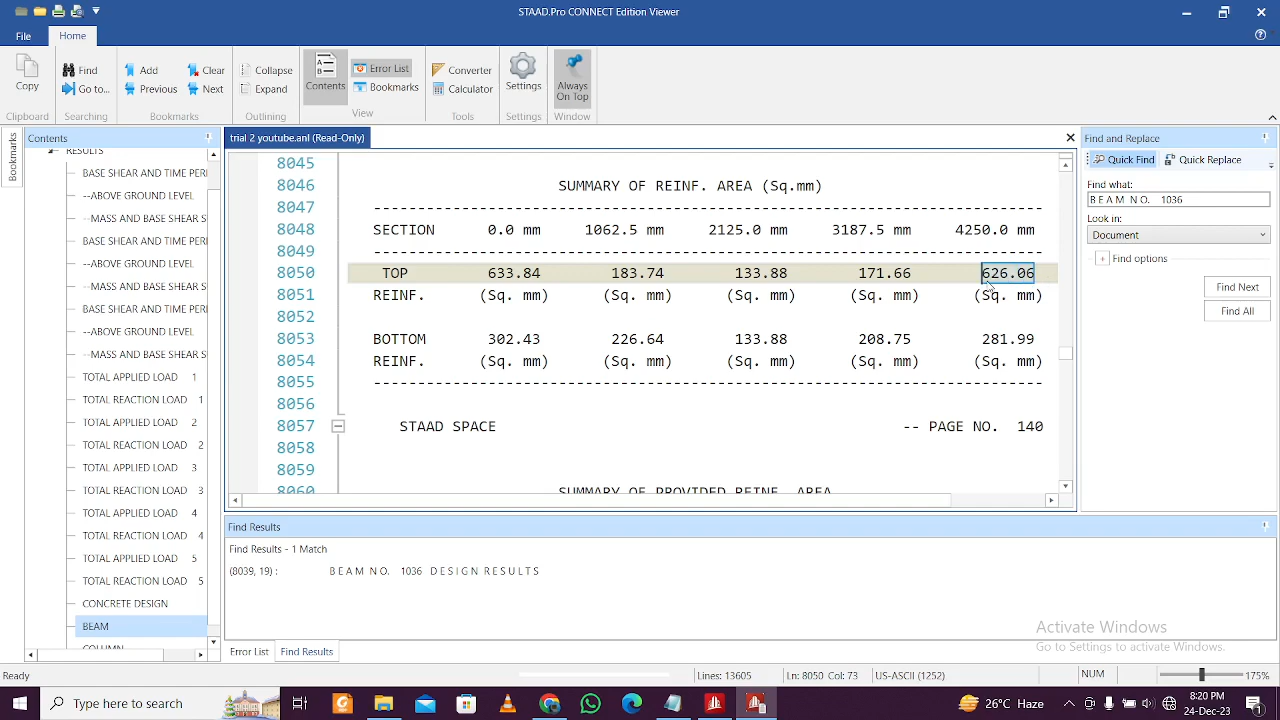 STAAD.Pro CONNECT Edition Viewer
File Home
Copy
Find
Go to...
Add
Previous
Clear
Next
Collapse
Expand
Contents
Error List
Bookmarks
Converter
Calculator
Settings
Always
On Top
Clipboard Searching Bookmarks Outlining View Tools Settings Window
Bookmarks
Contents
RESULTS
BASE SHEAR AND TIME PERI
--ABOVE GROUND LEVEL
--MASS AND BASE SHEAR S
BASE SHEAR AND TIME PERI
--ABOVE GROUND LEVEL
--MASS AND BASE SHEAR S
BASE SHEAR AND TIME PERI
--ABOVE GROUND LEVEL
--MASS AND BASE SHEAR S
TOTAL APPLIED LOAD 1
TOTAL REACTION LOAD 1
TOTAL APPLIED LOAD 2
TOTAL REACTION LOAD 2
TOTAL APPLIED LOAD 3
TOTAL REACTION LOAD 3
TOTAL APPLIED LOAD 4
TOTAL REACTION LOAD 4
TOTAL APPLIED LOAD 5
TOTAL REACTION LOAD 5
CONCRETE DESIGN
BEAM
COLUMN
trial 2 youtube.anl (Read-Only)
8045
8046 SUMMARY OF REINF. AREA (Sq.mm)
8047 ----------------------------------------------------------------------------
8048 SECTION 0.0 mm 1062.5 mm 2125.0 mm 3187.5 mm 4250.0 mm
8049 ----------------------------------------------------------------------------
8050 TOP 633.84 183.74 133.88 171.66 626.06
8051 REINF. (Sq. mm) (Sq. mm) (Sq. mm) (Sq. mm) (Sq. mm)
8052
8053 BOTTOM 302.43 226.64 133.88 208.75 281.99
8054 REINF. (Sq. mm) (Sq. mm) (Sq. mm) (Sq. mm) (Sq. mm)
8055 ----------------------------------------------------------------------------
8056
8057 STAAD SPACE -- PAGE NO. 140
8058
8059
8060 SUMMARY OF PROVIDED REINF. AREA
Find and Replace
Quick Find Quick Replace
Find what:
B E A M N O. 1036
Look in:
Document
Find options
Find Next
Find All
Find Results
Find Results - 1 Match
(8039, 19) : B E A M N O. 1036 D E S I G N R E S U L T S
Error List Find Results
Activate Windows
Go to Settings to activate Windows.
Ready Lines: 13605 Ln: 8050 Col: 73 US-ASCII (1252) NUM 175%
Type here to search
26°C Haze
8:20 PM
24-Dec-23